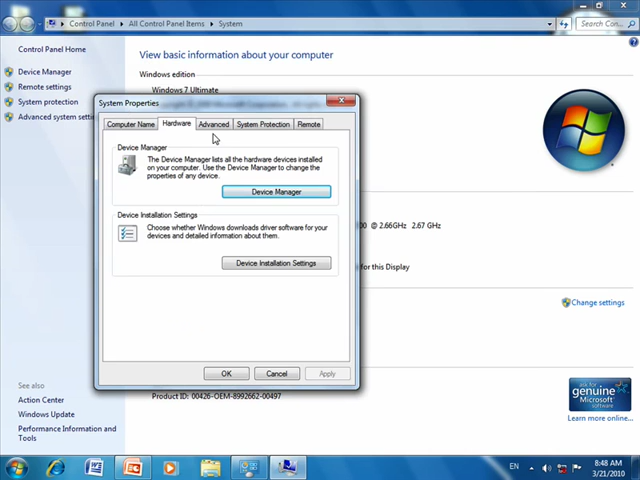 Control Panel
All Control Panel Items
System
Search Con...
Control Panel Home
Device Manager
Remote settings
System protection
Advanced system setti
View basic information about your computer
Windows edition
Windows 7 Ultimate
System Properties
Computer Name
Hardware
Advanced
System Protection
Remote
Device Manager
The Device Manager lists all the hardware devices installed
on your computer. Use the Device Manager to change the
properties of any device.
Device Manager
Device Installation Settings
Choose whether Windows downloads driver software for your
devices and detailed information about them.
Device Installation Settings
OK
Cancel
Apply
00 @ 2.66GHz 2.67 GHz
for this Display
Change settings
See also
Action Center
Windows Update
Performance Information and
Tools
Product ID: 00426-OEM-8992662-00497
ask for
genuine
Microsoft
software
Learn more online...
EN
8:48 AM
3/21/2010